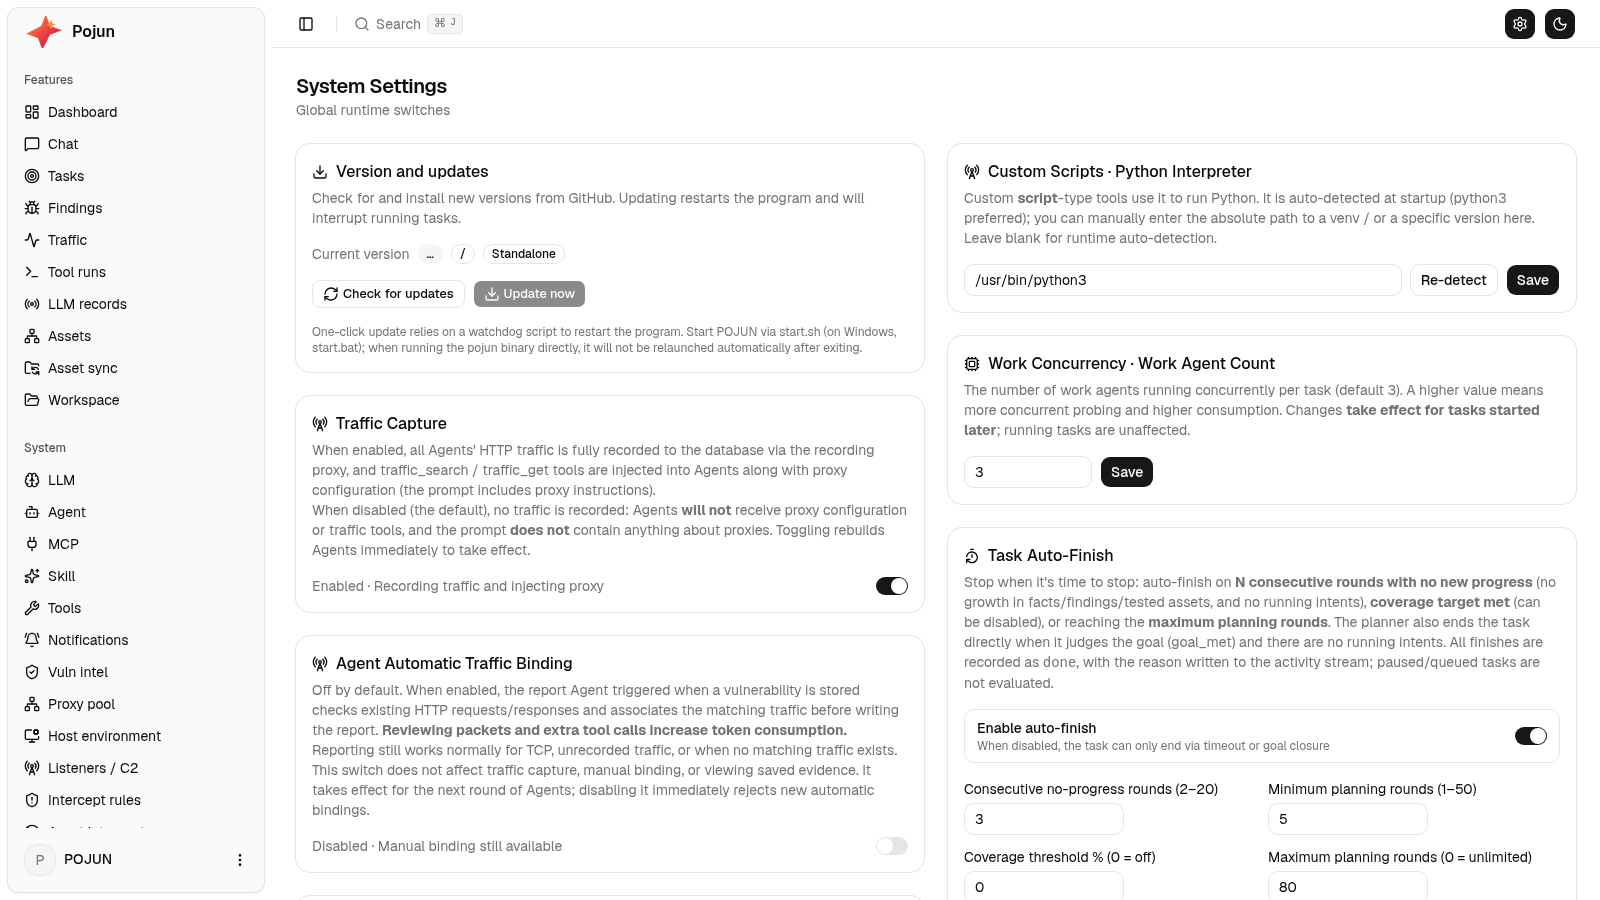 Pojun
Features
Dashboard
Chat
Tasks
Findings
Traffic
Tool runs
LLM records
Assets
Asset sync
Workspace
System
LLM
Agent
MCP
Skill
Tools
Notifications
Vuln intel
Proxy pool
Host environment
Listeners / C2
Intercept rules
P
POJUN
Search ⌘ J
System Settings
Global runtime switches
Version and updates
Check for and install new versions from GitHub. Updating restarts the program and will
interrupt running tasks.
Current version … / Standalone
Check for updates
Update now
One-click update relies on a watchdog script to restart the program. Start POJUN via start.sh (on Windows,
start.bat); when running the pojun binary directly, it will not be relaunched automatically after exiting.
Traffic Capture
When enabled, all Agents' HTTP traffic is fully recorded to the database via the recording
proxy, and traffic_search / traffic_get tools are injected into Agents along with proxy
configuration (the prompt includes proxy instructions).
When disabled (the default), no traffic is recorded: Agents will not receive proxy configuration
or traffic tools, and the prompt does not contain anything about proxies. Toggling rebuilds
Agents immediately to take effect.
Enabled · Recording traffic and injecting proxy
Agent Automatic Traffic Binding
Off by default. When enabled, the report Agent triggered when a vulnerability is stored
checks existing HTTP requests/responses and associates the matching traffic before writing
the report. Reviewing packets and extra tool calls increase token consumption.
Reporting still works normally for TCP, unrecorded traffic, or when no matching traffic exists.
This switch does not affect traffic capture, manual binding, or viewing saved evidence. It
takes effect for the next round of Agents; disabling it immediately rejects new automatic
bindings.
Disabled · Manual binding still available
Custom Scripts · Python Interpreter
Custom script-type tools use it to run Python. It is auto-detected at startup (python3
preferred); you can manually enter the absolute path to a venv / or a specific version here.
Leave blank for runtime auto-detection.
/usr/bin/python3
Re-detect
Save
Work Concurrency · Work Agent Count
The number of work agents running concurrently per task (default 3). A higher value means
more concurrent probing and higher consumption. Changes take effect for tasks started
later; running tasks are unaffected.
3
Save
Task Auto-Finish
Stop when it's time to stop: auto-finish on N consecutive rounds with no new progress (no
growth in facts/findings/tested assets, and no running intents), coverage target met (can
be disabled), or reaching the maximum planning rounds. The planner also ends the task
directly when it judges the goal (goal_met) and there are no running intents. All finishes are
recorded as done, with the reason written to the activity stream; paused/queued tasks are
not evaluated.
Enable auto-finish
When disabled, the task can only end via timeout or goal closure
Consecutive no-progress rounds (2–20)
3
Minimum planning rounds (1–50)
5
Coverage threshold % (0 = off)
0
Maximum planning rounds (0 = unlimited)
80